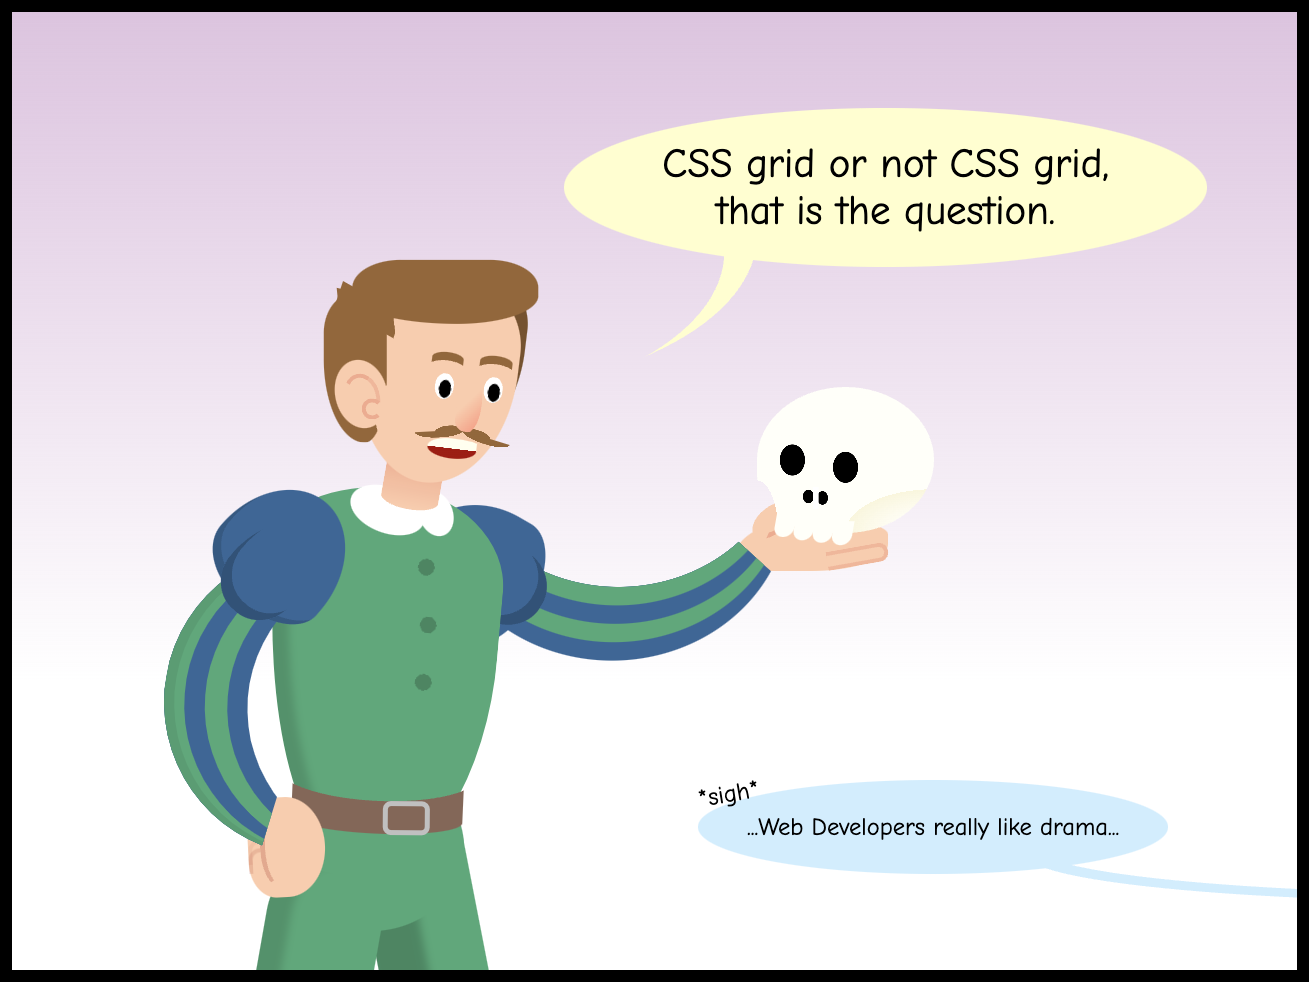 CSS grid or not CSS grid,
that is the question.
*sigh*
...Web Developers really like drama...